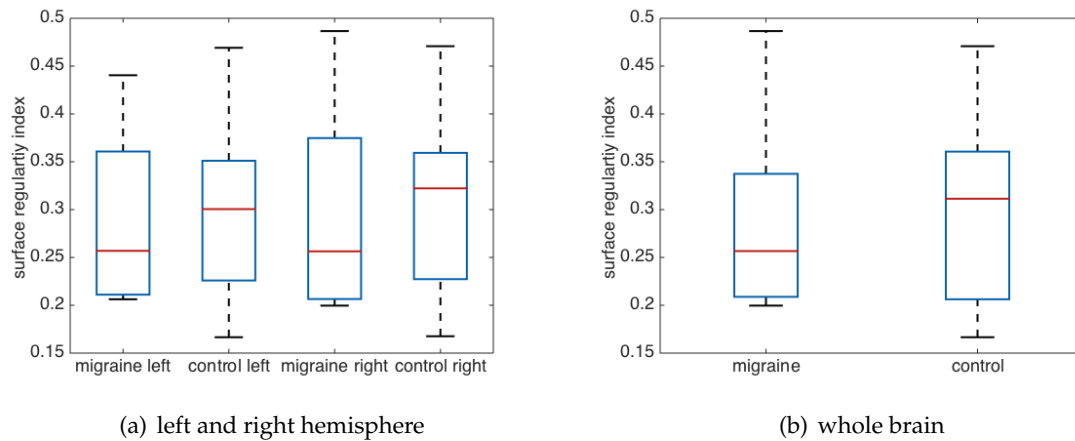 0.5
0.45
0.4
0.35
0.3
0.25
0.2
0.15
surface regulartiy index
migraine left control left migraine right control right
(a) left and right hemisphere
0.5
0.45
0.4
0.35
0.3
0.25
0.2
0.15
surface regulartiy index
migraine control
(b) whole brain